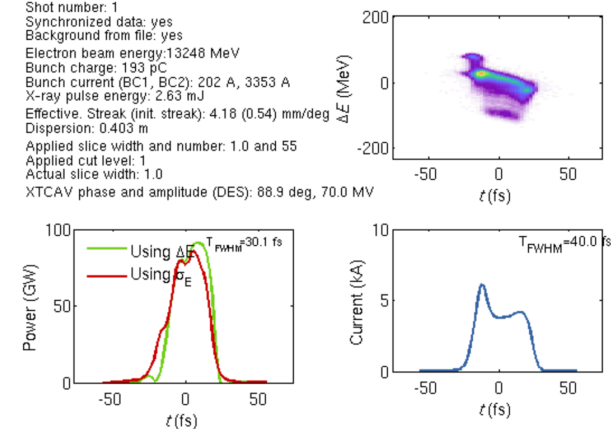 Shot number: 1
Synchronized data: yes
Background from file: yes
Electron beam energy:13248 MeV
Bunch charge: 193 pC
Bunch current (BC1, BC2): 202 A, 3353 A
X-ray pulse energy: 2.63 mJ
Effective. Streak (init. streak): 4.18 (0.54) mm/deg
Dispersion: 0.403 m
Applied slice width and number: 1.0 and 55
Applied cut level: 1
Actual slice width: 1.0
XTCAV phase and amplitude (DES): 88.9 deg, 70.0 MV
200
0
-200
ΔE (MeV)
-50 0 50
t (fs)
100
50
0
Power (GW)
Using ΔE
Using σE
TFWHM=30.1 fs
-50 0 50
t (fs)
10
5
0
Current (kA)
TFWHM=40.0 fs
-50 0 50
t (fs)